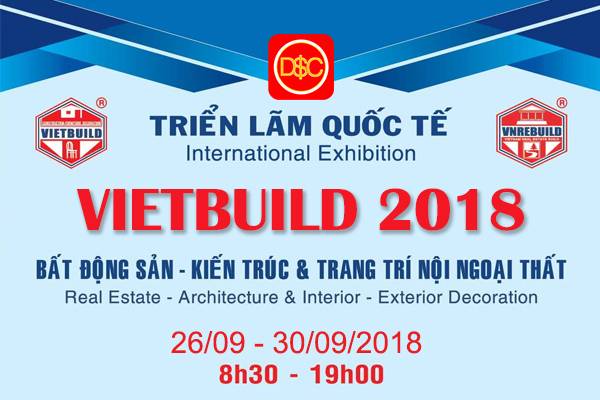 D$C
TRIỂN LÃM QUỐC TẾ
International Exhibition
VIETBUILD
VNREBUILD
VIETBUILD 2018
BẤT ĐỘNG SẢN - KIẾN TRÚC & TRANG TRÍ NỘI NGOẠI THẤT
Real Estate - Architecture & Interior - Exterior Decoration
26/09 - 30/09/2018
8h30 - 19h00